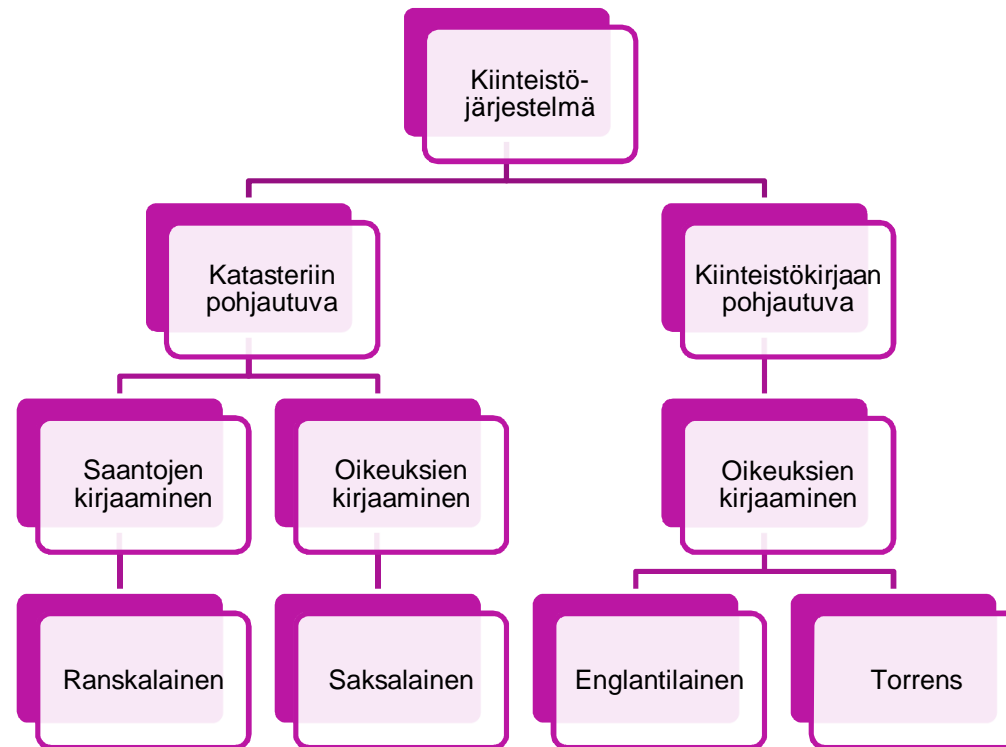 Kiinteistö-
järjestelmä
Katasteriin
pohjautuva
Kiinteistökirjaan
pohjautuva
Saantojen
kirjaaminen
Oikeuksien
kirjaaminen
Oikeuksien
kirjaaminen
Ranskalainen
Saksalainen
Englantilainen
Torrens